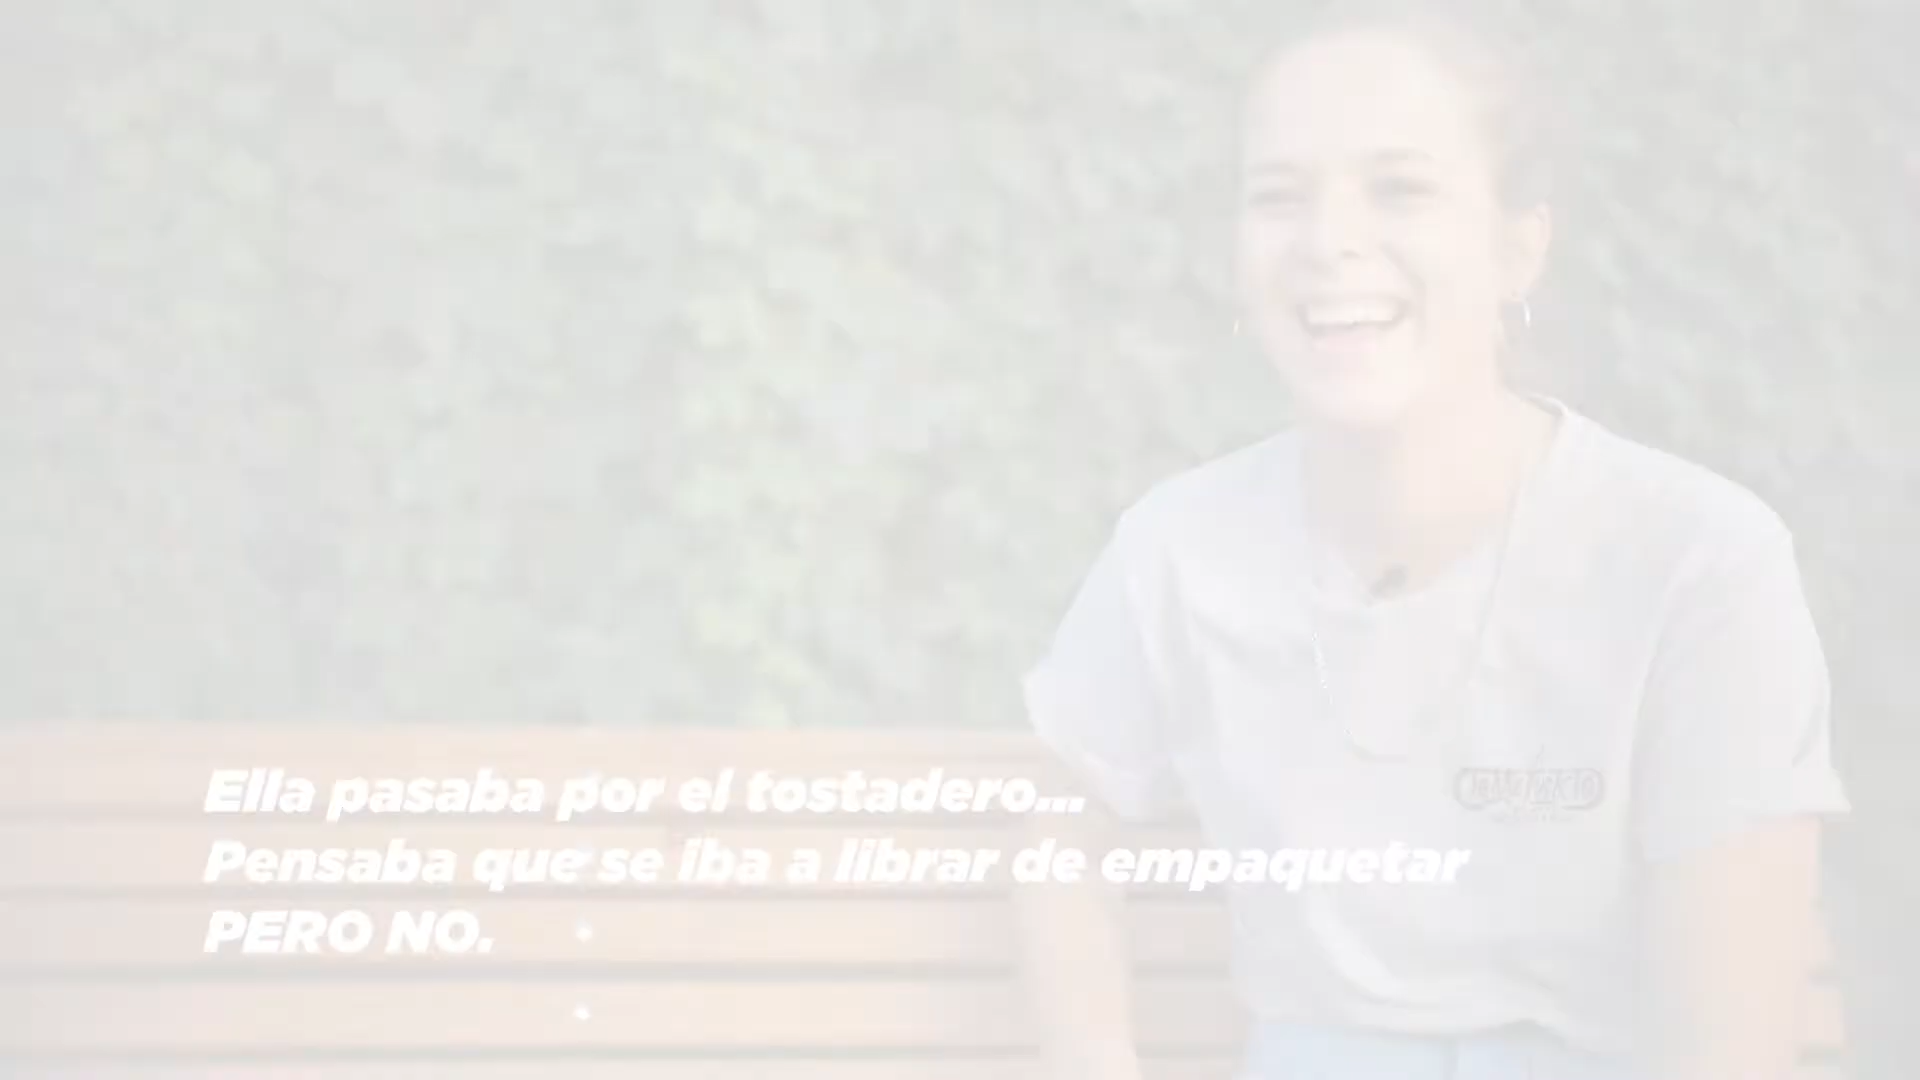 Ella pasaba por el tostadero...
Pensaba que se iba a librar de empaquetar
PERO NO.